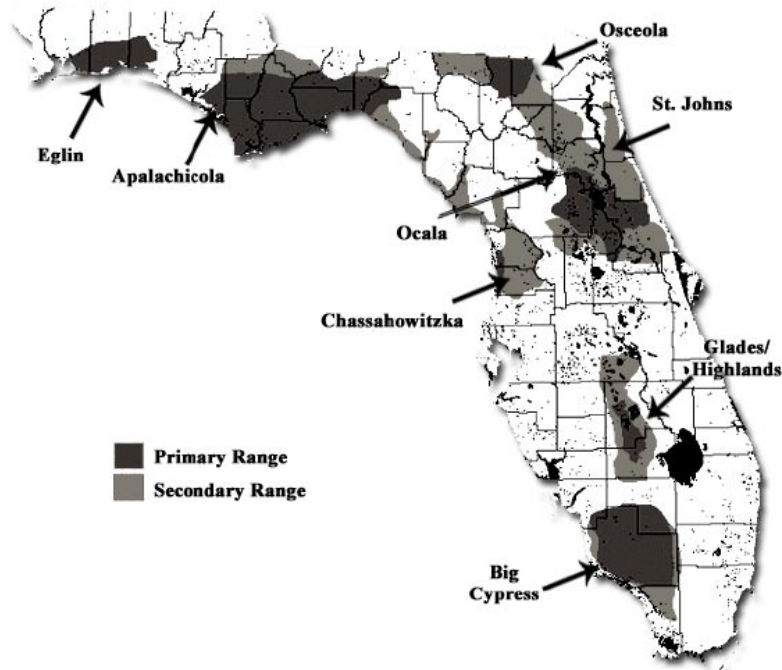 Osceola
St. Johns
Eglin
Apalachicola
Ocala
Chassahowitzka
Glades/
Highlands
Primary Range
Secondary Range
Big
Cypress